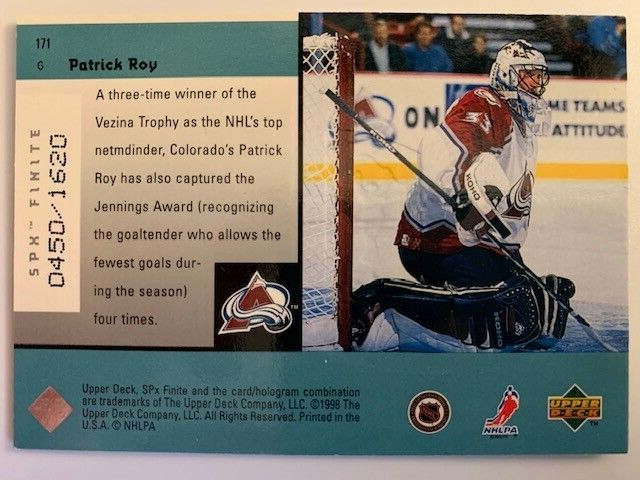 171
G Patrick Roy
A three-time winner of the
Vezina Trophy as the NHL's top
netmdinder, Colorado's Patrick
Roy has also captured the
Jennings Award (recognizing
the goaltender who allows the
fewest goals dur-
ing the season)
four times.
SPX™ FINITE
0450/1620
ON
ME TEAMS
ATTITUDE
KOHO
KOHO
Upper Deck, SPx Finite and the card/hologram combination
are trademarks of The Upper Deck Company, LLC. ©1998 The
Upper Deck Company, LLC. All Rights Reserved. Printed in the
U.S.A. © NHLPA
NHLPA
UPPER
DECK
TM